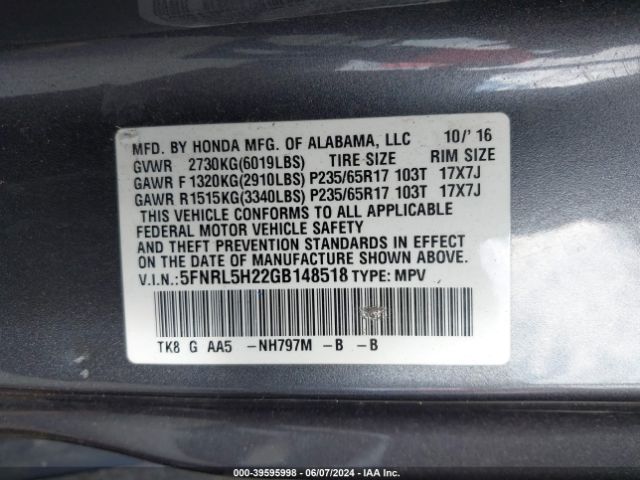 MFD. BY HONDA MFG. OF ALABAMA, LLC 10/'16
GVWR 2730KG(6019LBS) TIRE SIZE RIM SIZE
GAWR F 1320KG(2910LBS) P235/65R17 103T 17X7J
GAWR R1515KG(3340LBS) P235/65R17 103T 17X7J
THIS VEHICLE CONFORMS TO ALL APPLICABLE
FEDERAL MOTOR VEHICLE SAFETY
AND THEFT PREVENTION STANDARDS IN EFFECT
ON THE DATE OF MANUFACTURE SHOWN ABOVE.
V.I.N.:5FNRL5H22GB148518 TYPE: MPV
TK8 G AA5 -NH797M -B -B
000-39595998 - 06/07/2024 - IAA Inc.